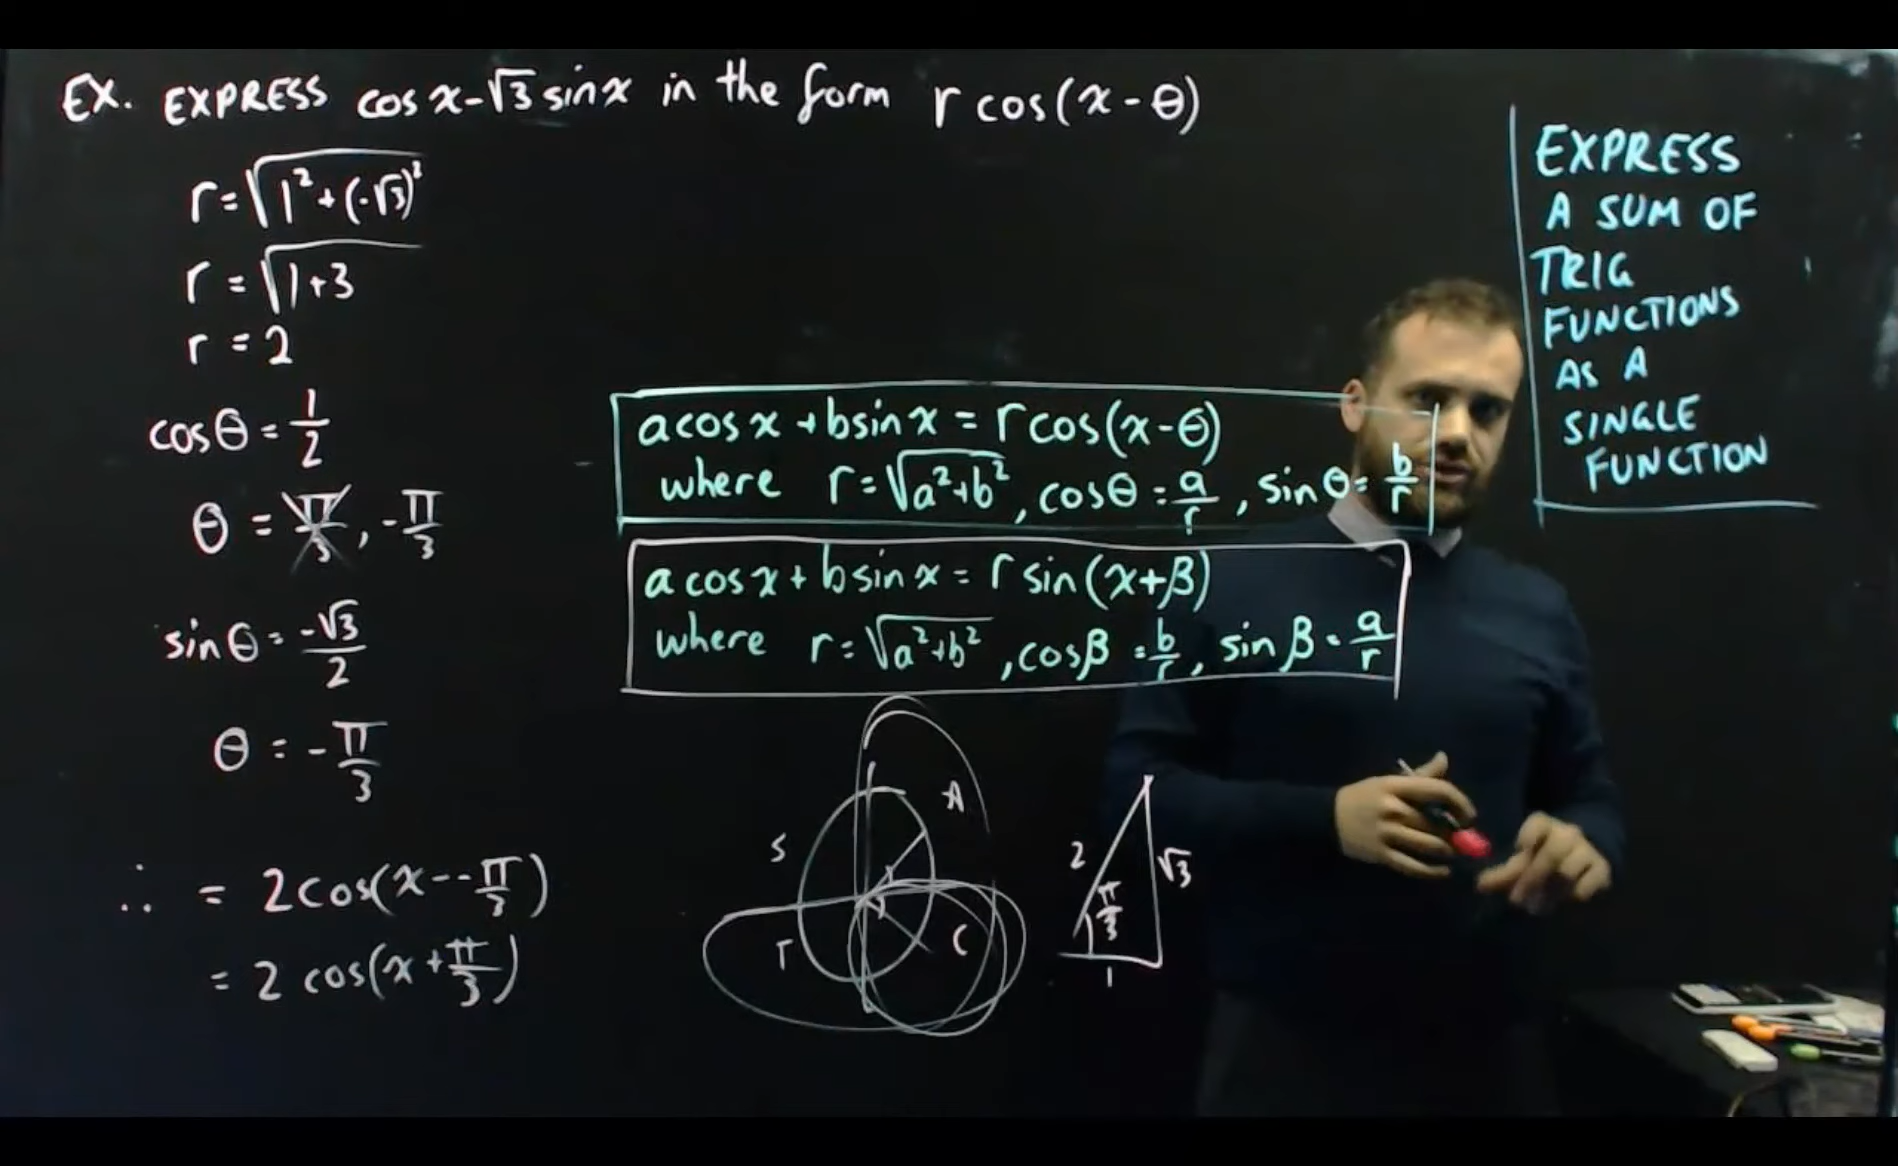 EX. EXPRESS cos x - √3 sin x in the form r cos(x - θ)
r = √(1² + (-√3)²)
r = √(1+3)
r = 2
cos θ = 1/2
θ = π/3, -π/3
sin θ = -√3/2
θ = -π/3
∴ = 2cos(x - - π/3)
= 2 cos(x + π/3)
a cos x + b sin x = r cos(x - θ)
where r = √(a² + b²), cos θ = a/r, sin θ = b/r
a cos x + b sin x = r sin(x + β)
where r = √(a² + b²), cos β = b/r, sin β = a/r
S A
T C
2 √3
π/3
1
EXPRESS
A SUM OF
TRIG
FUNCTIONS
AS A
SINGLE
FUNCTION